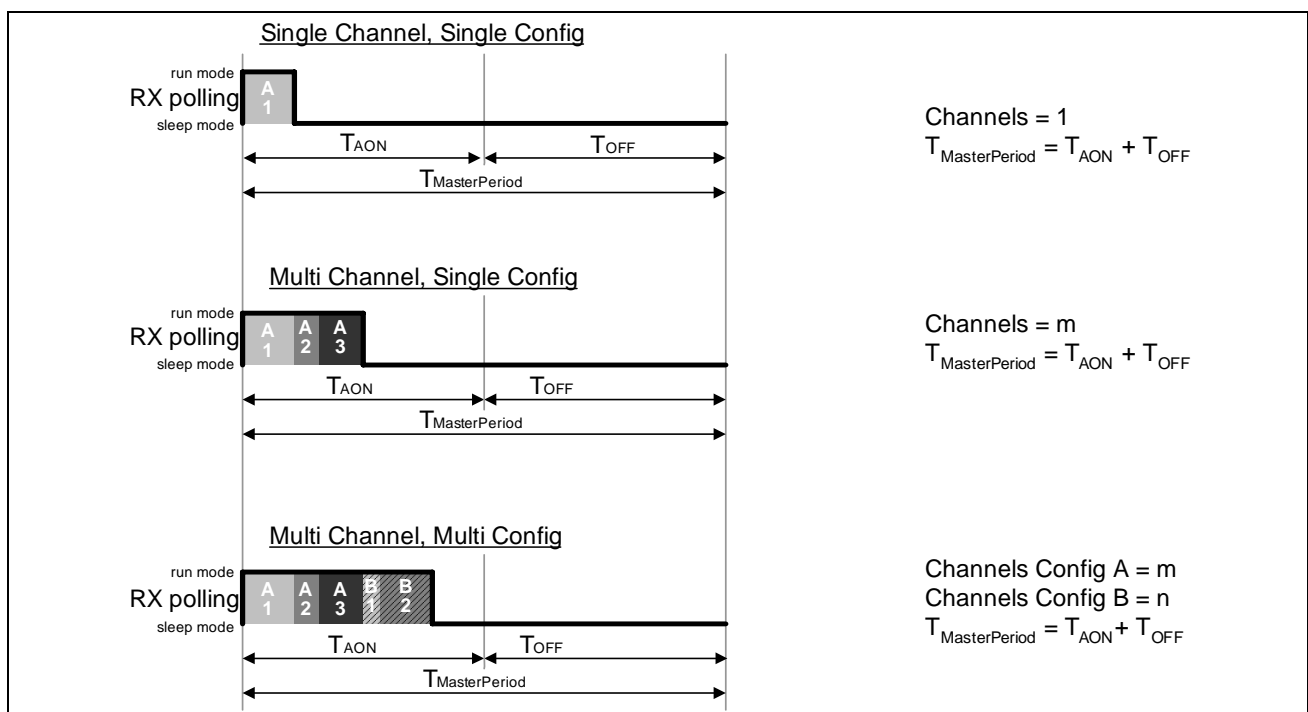 Single Channel, Single Config
run mode
RX polling
sleep mode
A
1
TAON
TOFF
TMasterPeriod
Channels = 1
TMasterPeriod = TAON + TOFF
Multi Channel, Single Config
run mode
RX polling
sleep mode
A
1
A
2
A
3
TAON
TOFF
TMasterPeriod
Channels = m
TMasterPeriod = TAON + TOFF
Multi Channel, Multi Config
run mode
RX polling
sleep mode
A
1
A
2
A
3
B
1
B
2
TAON
TOFF
TMasterPeriod
Channels Config A = m
Channels Config B = n
TMasterPeriod = TAON + TOFF